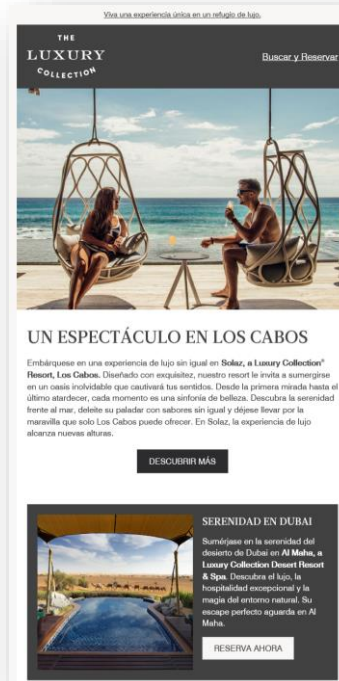 Viva una experiencia única en un refugio de lujo.
THE
LUXURY
COLLECTION
Buscar y Reservar
UN ESPECTÁCULO EN LOS CABOS
Embárquese en una experiencia de lujo sin igual en Solaz, a Luxury Collection®
Resort, Los Cabos. Diseñado con exquisitez, nuestro resort le invita a sumergirse
en un oasis inolvidable que cautivará tus sentidos. Desde la primera mirada hasta el
último atardecer, cada momento es una sinfonía de belleza. Descubra la serenidad
frente al mar, deleite su paladar con sabores sin igual y déjese llevar por la
maravilla que solo Los Cabos puede ofrecer. En Solaz, la experiencia de lujo
alcanza nuevas alturas.
DESCUBRIR MÁS
SERENIDAD EN DUBAI
Sumérjase en la serenidad del
desierto de Dubai en Al Maha, a
Luxury Collection Desert Resort
& Spa. Descubra el lujo, la
hospitalidad excepcional y la
magia del entorno natural. Su
escape perfecto aguarda en Al
Maha.
RESERVA AHORA